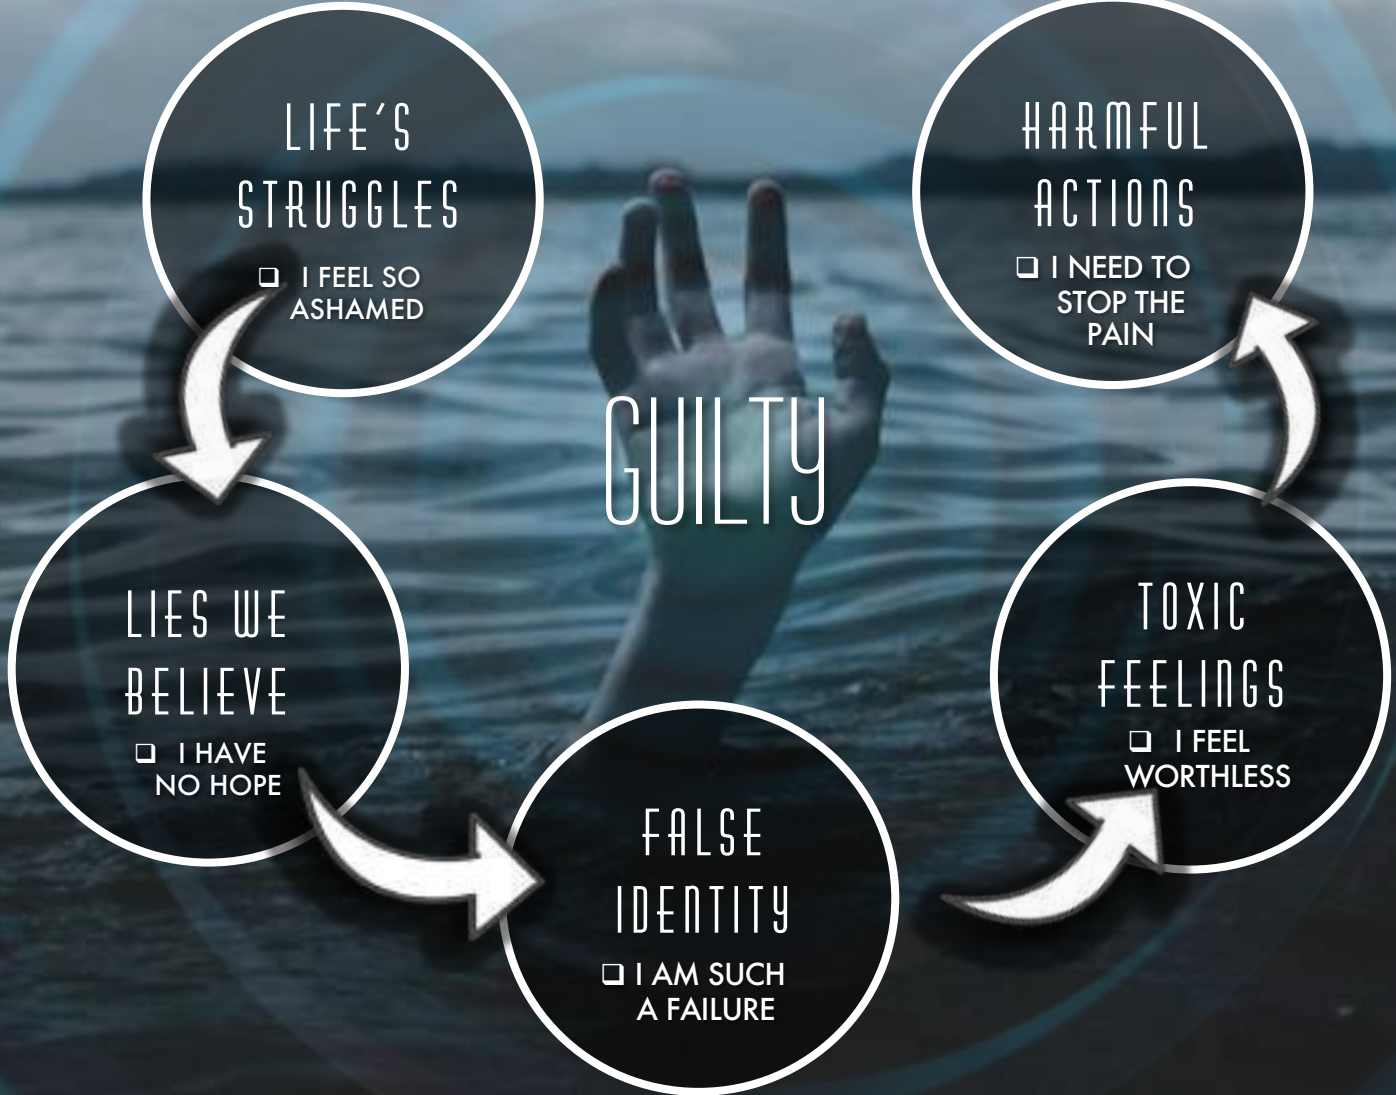 LIFE'S
STRUGGLES
❑ I FEEL SO
ASHAMED
LIES WE
BELIEVE
❑ I HAVE
NO HOPE
FALSE
IDENTITY
❑ I AM SUCH
A FAILURE
TOXIC
FEELINGS
❑ I FEEL
WORTHLESS
HARMFUL
ACTIONS
❑ I NEED TO
STOP THE
PAIN
GUILTY